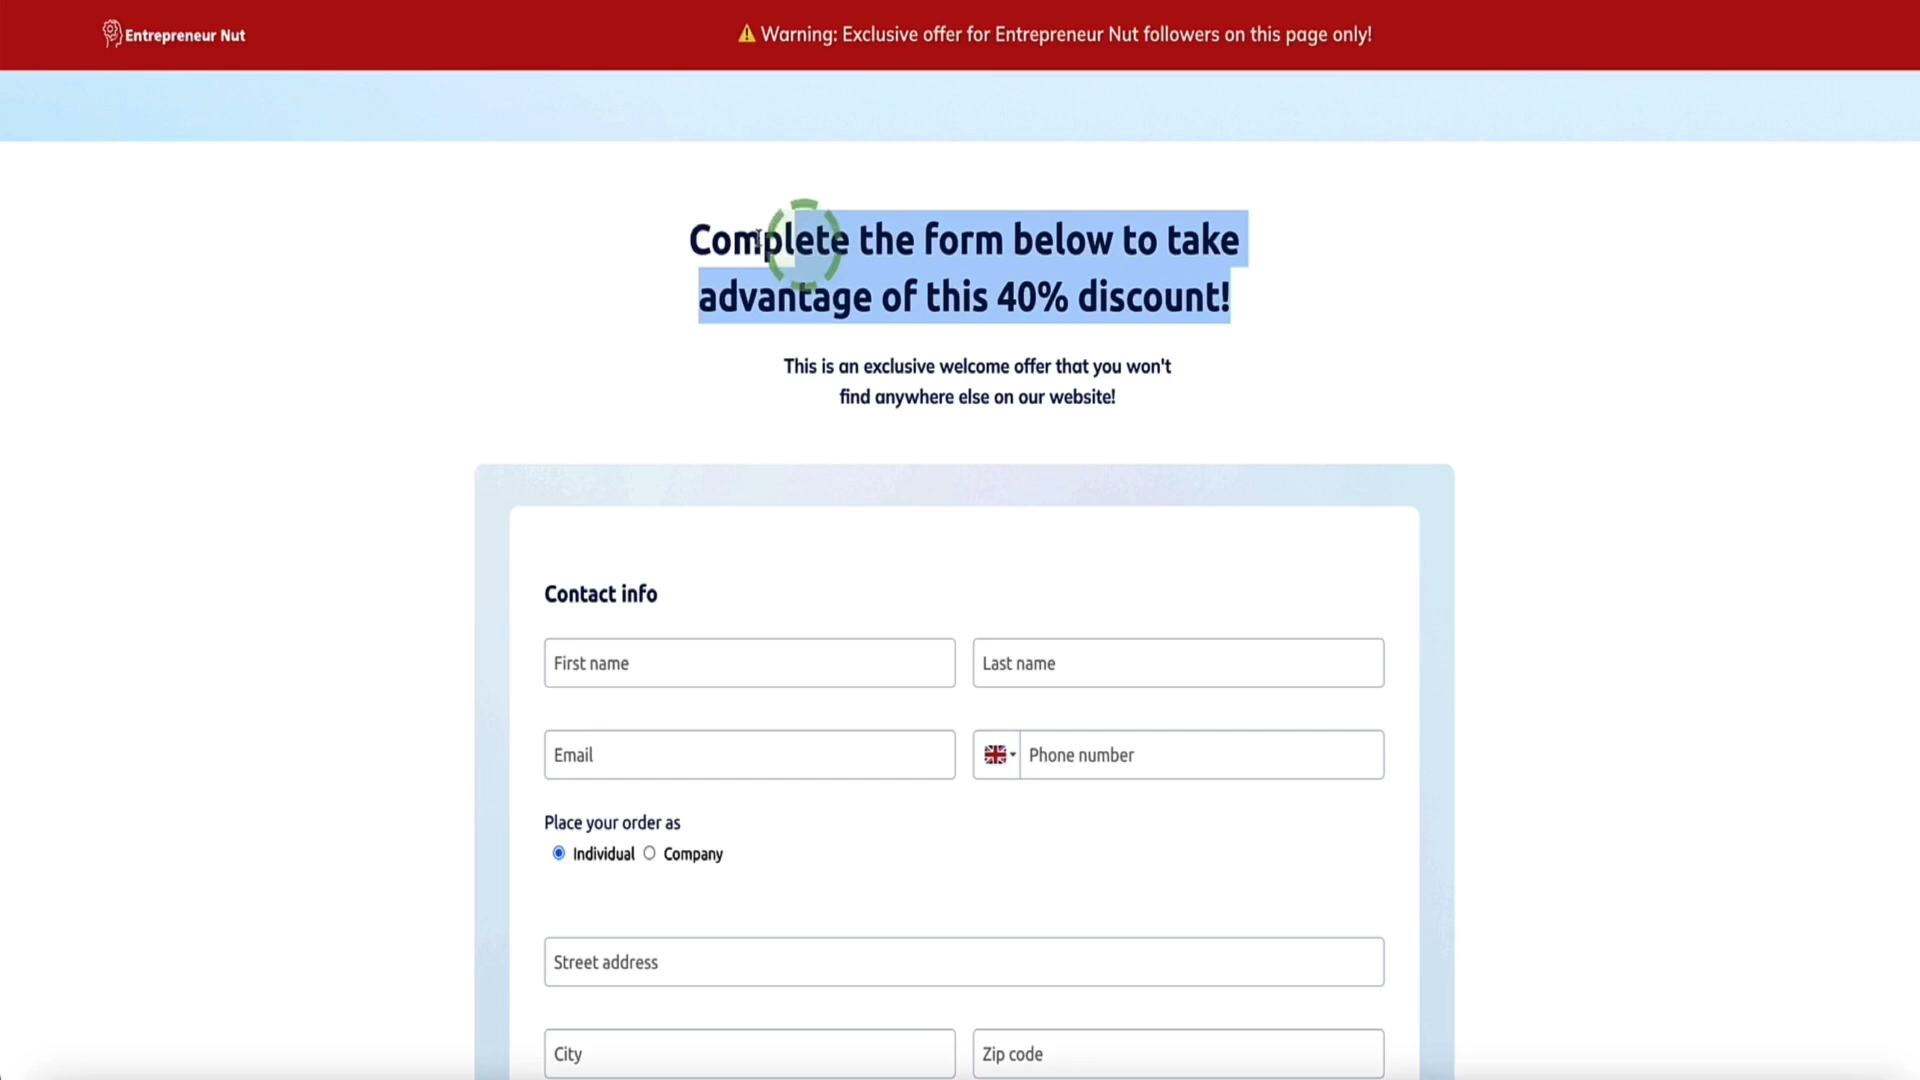 Entrepreneur Nut
⚠ Warning: Exclusive offer for Entrepreneur Nut followers on this page only!
Complete the form below to take
advantage of this 40% discount!
This is an exclusive welcome offer that you won't
find anywhere else on our website!
Contact info
First name
Last name
Email
Phone number
Place your order as
Individual
Company
Street address
City
Zip code